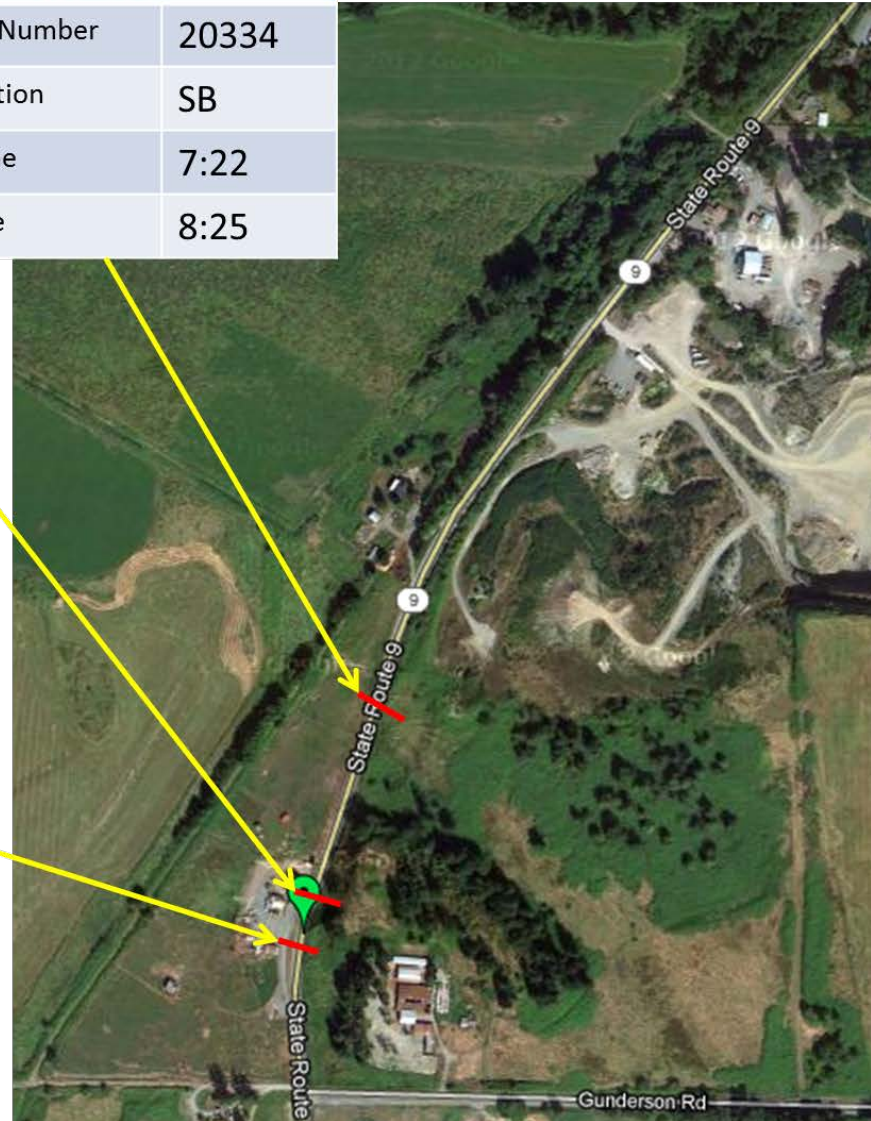 Number 20334
tion SB
e 7:22
e 8:25
State Route 9
9
9
State Route 9
State Route
Gunderson Rd